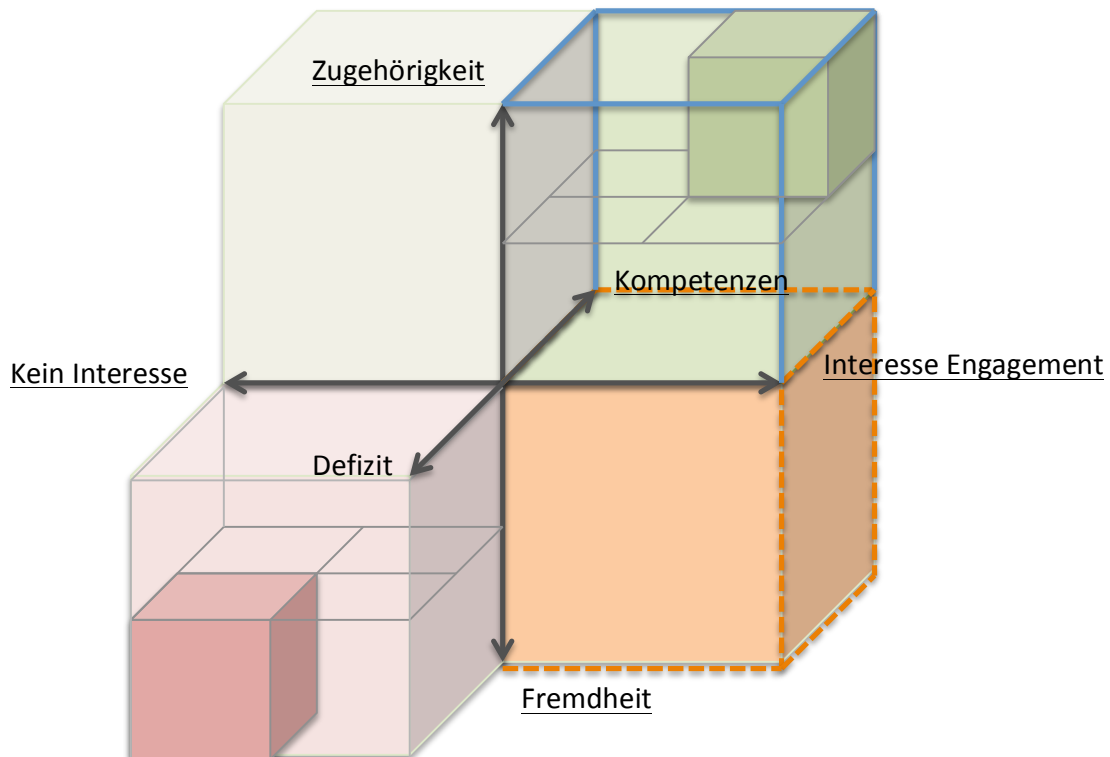 Zugehörigkeit
Kompetenzen
Kein Interesse
Interesse Engagement
Defizit
Fremdheit